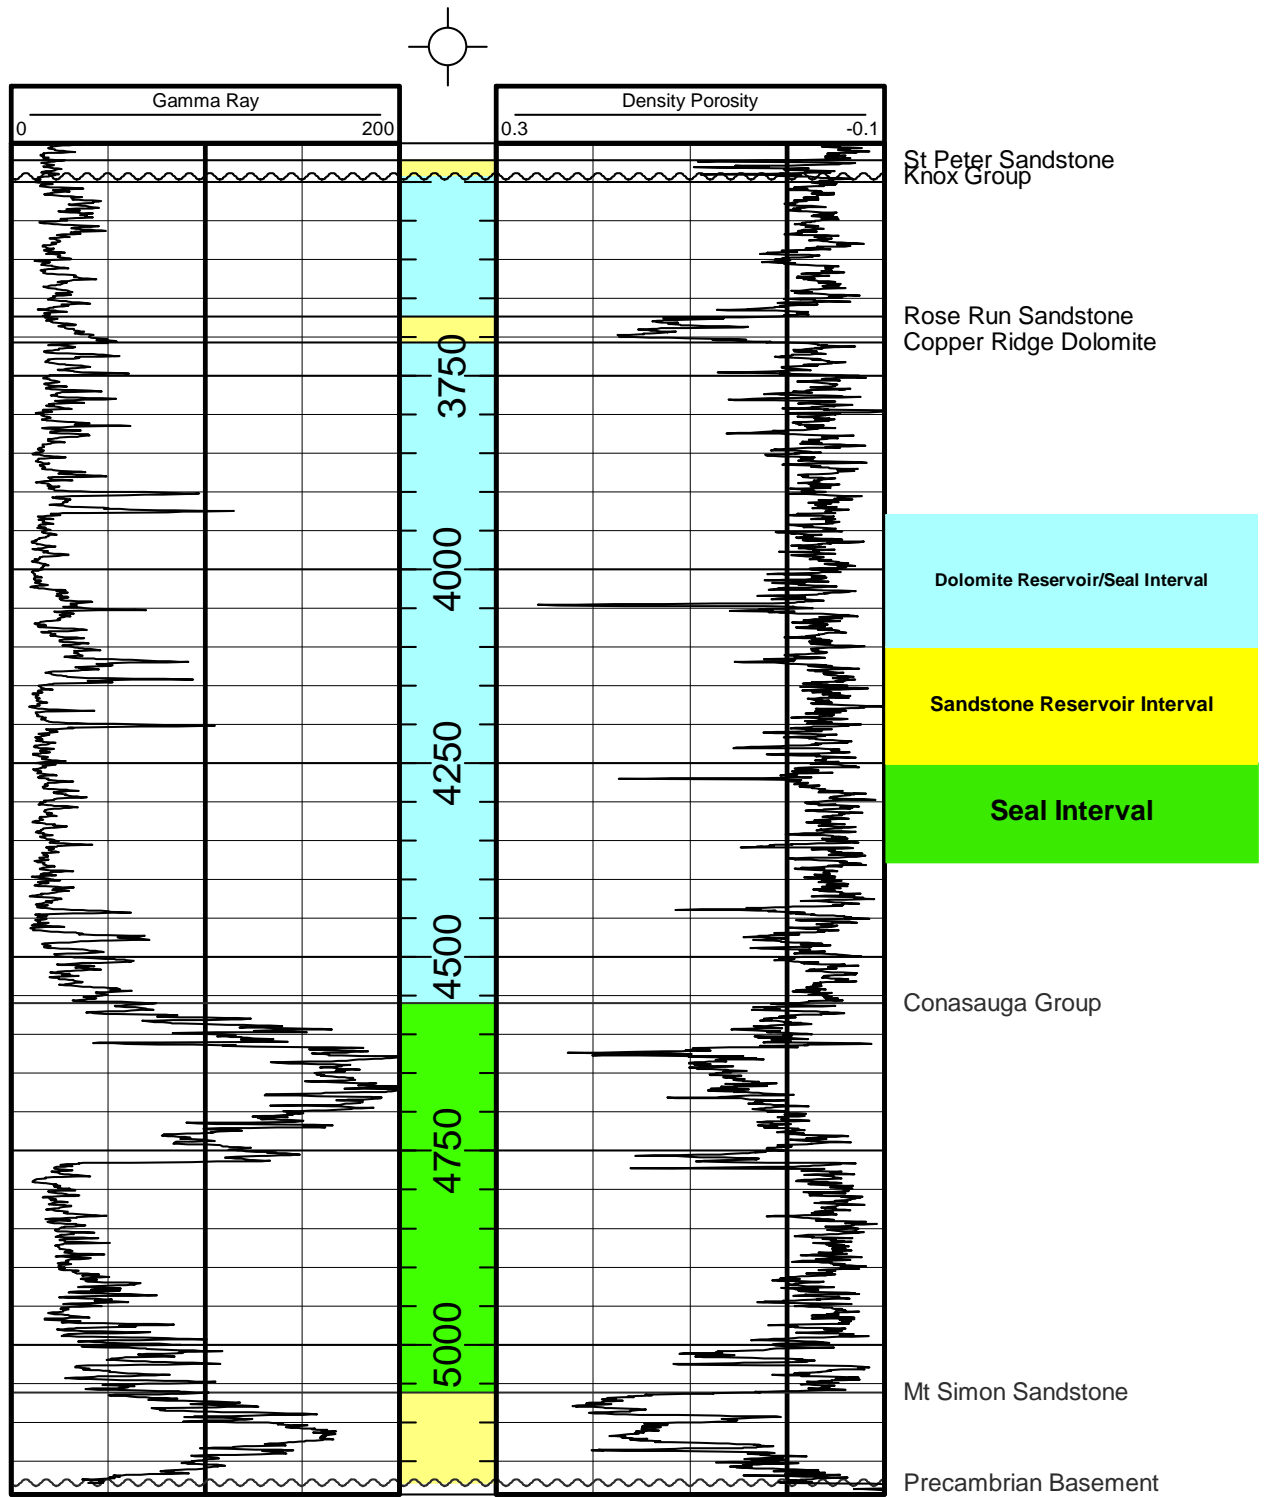 Gamma Ray
0 200
Density Porosity
0.3 -0.1
St Peter Sandstone
Knox Group
Rose Run Sandstone
Copper Ridge Dolomite
3750
4000
Dolomite Reservoir/Seal Interval
Sandstone Reservoir Interval
4250
Seal Interval
4500
Conasauga Group
4750
5000
Mt Simon Sandstone
Precambrian Basement